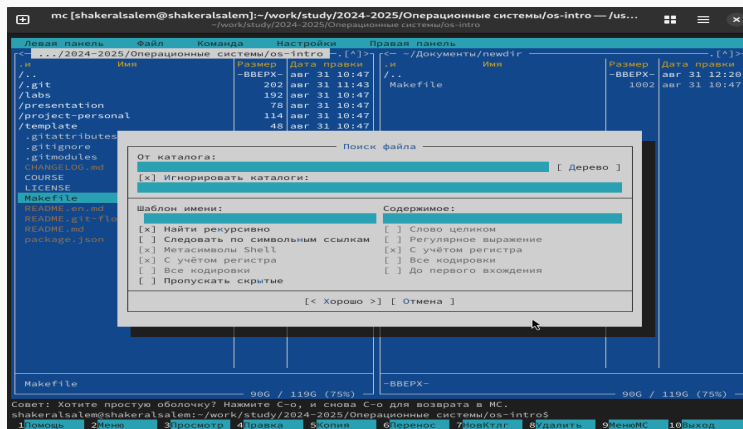 mc [shakeralsalem@shakeralsalem]:~/work/study/2024-2025/Операционные системы/os-intro — /us...
~/work/study/2024-2025/Операционные системы/os-intro
Левая панель Файл Команда Настройки Правая панель
┌<─ .../2024-2025/Операционные системы/os-intro ─.[^]>┐┌<─ ~/Документы/newdir ─.[^]>┐
.и Имя Размер Дата правки .и Имя Размер Дата правки
/.. -ВВЕРХ- авг 31 10:47 /.. -ВВЕРХ- авг 31 12:20
/.git 202 авг 31 11:43 Makefile 1002 авг 31 10:47
/labs 192 авг 31 10:47
/presentation 78 авг 31 10:47
/project-personal 114 авг 31 10:47
/template 48 авг 31 10:47
.gitattributes
.gitignore
.gitmodules
CHANGELOG.md
COURSE
LICENSE
Makefile
README.en.md
README.git-flo
README.md
package.json
Поиск файла
От каталога:
[ Дерево ]
[x] Игнорировать каталоги:
Шаблон имени: Содержимое:
[x] Найти рекурсивно [ ] Слово целиком
[ ] Следовать по символьным ссылкам [ ] Регулярное выражение
[x] Метасимволы Shell [x] С учётом регистра
[x] С учётом регистра [ ] Все кодировки
[ ] Все кодировки [ ] До первого вхождения
[ ] Пропускать скрытые
[< Хорошо >] [ Отмена ]
Makefile -ВВЕРХ-
90G / 119G (75%) 90G / 119G (75%)
Совет: Хотите простую оболочку? Нажмите C-o, и снова C-o для возврата в MC.
shakeralsalem@shakeralsalem:~/work/study/2024-2025/Операционные системы/os-intro$
1Помощь 2Меню 3Просмотр 4Правка 5Копия 6Перенос 7НовКтлг 8Удалить 9МенюMC 10Выход